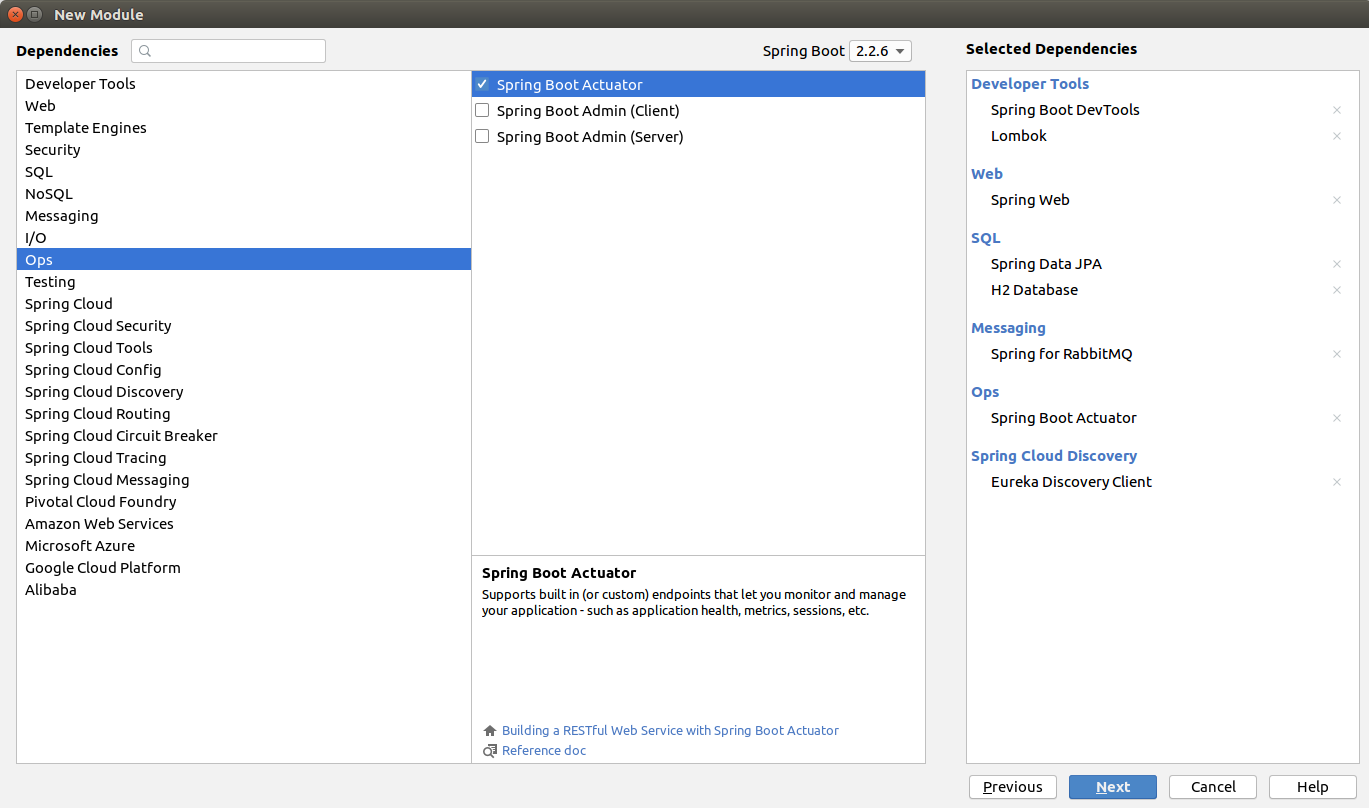 New Module
Dependencies
Spring Boot 2.2.6
Selected Dependencies
Developer Tools
Web
Template Engines
Security
SQL
NoSQL
Messaging
I/O
Ops
Testing
Spring Cloud
Spring Cloud Security
Spring Cloud Tools
Spring Cloud Config
Spring Cloud Discovery
Spring Cloud Routing
Spring Cloud Circuit Breaker
Spring Cloud Tracing
Spring Cloud Messaging
Pivotal Cloud Foundry
Amazon Web Services
Microsoft Azure
Google Cloud Platform
Alibaba
Spring Boot Actuator
Spring Boot Admin (Client)
Spring Boot Admin (Server)
Spring Boot Actuator
Supports built in (or custom) endpoints that let you monitor and manage
your application - such as application health, metrics, sessions, etc.
Building a RESTful Web Service with Spring Boot Actuator
Reference doc
Developer Tools
Spring Boot DevTools
Lombok
Web
Spring Web
SQL
Spring Data JPA
H2 Database
Messaging
Spring for RabbitMQ
Ops
Spring Boot Actuator
Spring Cloud Discovery
Eureka Discovery Client
Previous
Next
Cancel
Help